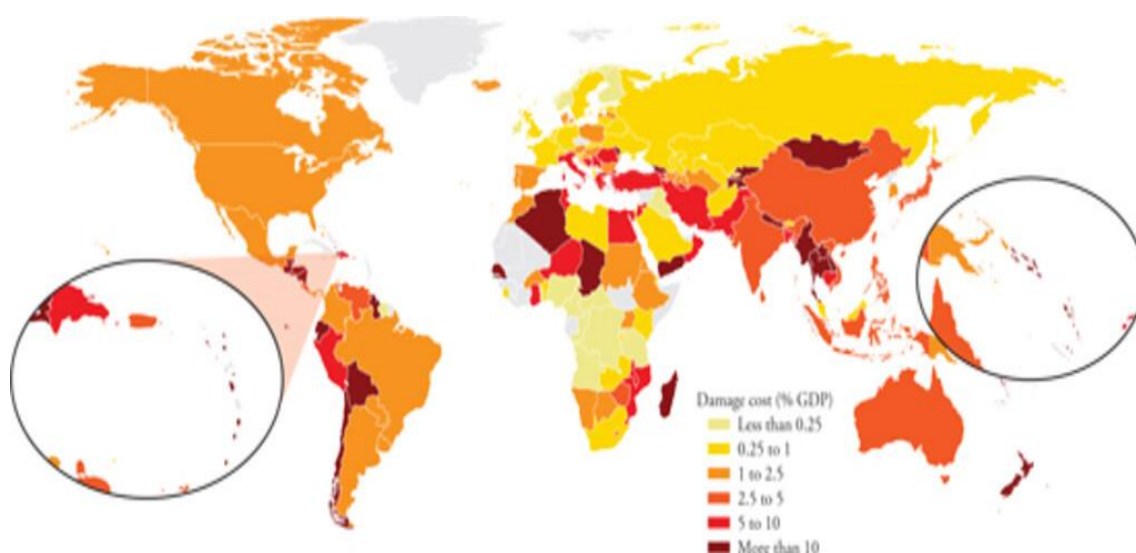 Damage cost (% GDP)
Less than 0.25
0.25 to 1
1 to 2.5
2.5 to 5
5 to 10
More than 10